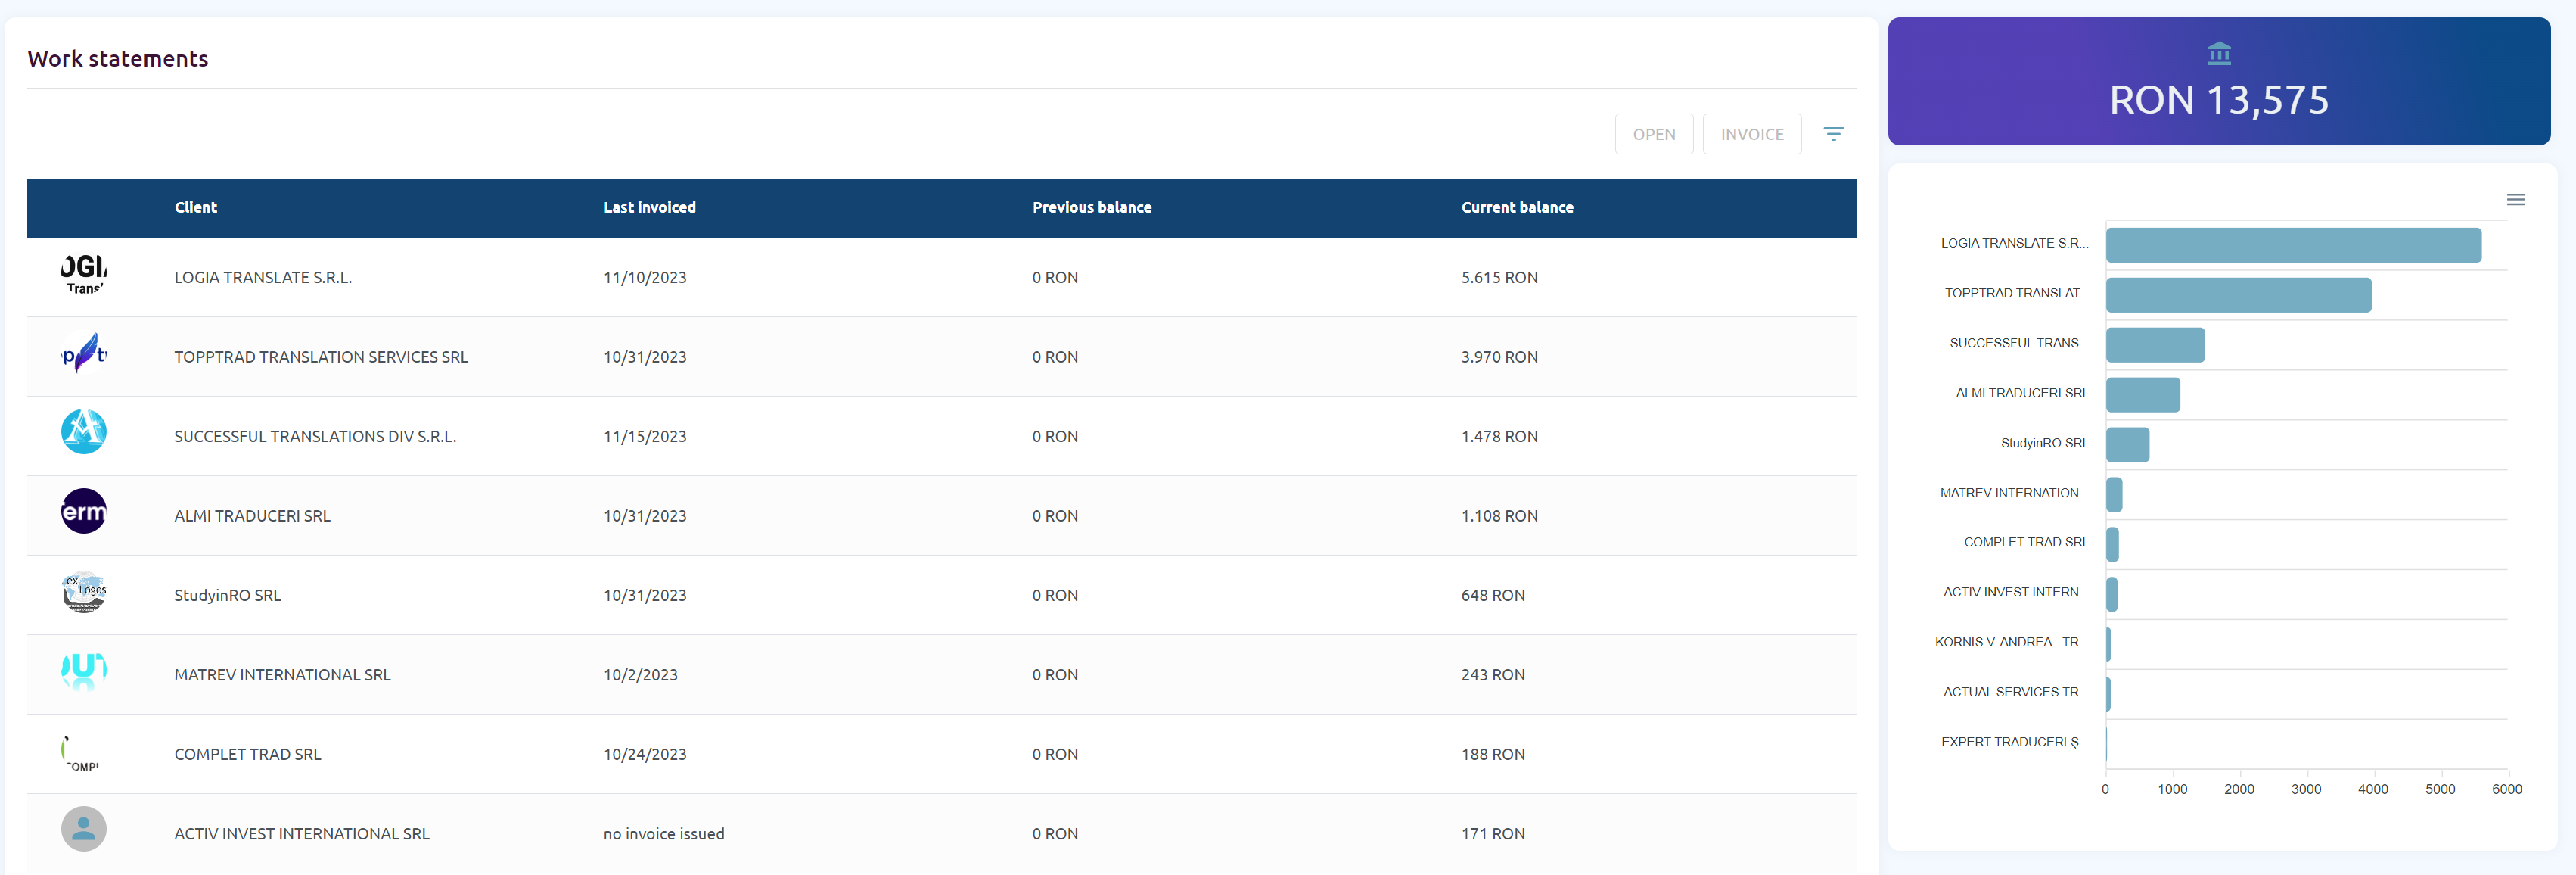 Work statements
OPEN INVOICE
Client Last invoiced Previous balance Current balance
LOGIA TRANSLATE S.R.L. 11/10/2023 0 RON 5.615 RON
TOPPTRAD TRANSLATION SERVICES SRL 10/31/2023 0 RON 3.970 RON
SUCCESSFUL TRANSLATIONS DIV S.R.L. 11/15/2023 0 RON 1.478 RON
erm
ALMI TRADUCERI SRL 10/31/2023 0 RON 1.108 RON
Logos
StudyinRO SRL 10/31/2023 0 RON 648 RON
MATREV INTERNATIONAL SRL 10/2/2023 0 RON 243 RON
COMPLET TRAD SRL 10/24/2023 0 RON 188 RON
ACTIV INVEST INTERNATIONAL SRL no invoice issued 0 RON 171 RON
RON 13,575
LOGIA TRANSLATE S.R...
TOPPTRAD TRANSLAT...
SUCCESSFUL TRANS...
ALMI TRADUCERI SRL
StudyinRO SRL
MATREV INTERNATION...
COMPLET TRAD SRL
ACTIV INVEST INTERN...
KORNIS V. ANDREA - TR...
ACTUAL SERVICES TR...
EXPERT TRADUCERI Ş...
0 1000 2000 3000 4000 5000 6000